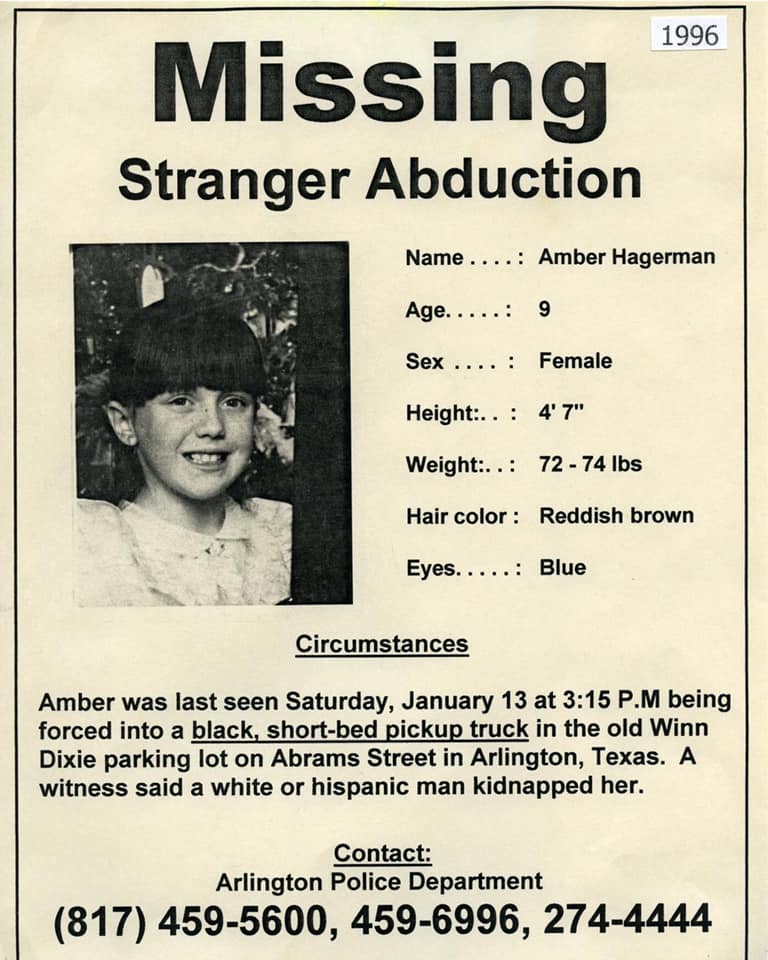 1996
Missing
Stranger Abduction
Name . . . . : Amber Hagerman
Age. . . . . : 9
Sex . . . . : Female
Height:. . : 4' 7"
Weight:. . : 72 - 74 lbs
Hair color : Reddish brown
Eyes. . . . . : Blue
Circumstances
Amber was last seen Saturday, January 13 at 3:15 P.M being
forced into a black, short-bed pickup truck in the old Winn
Dixie parking lot on Abrams Street in Arlington, Texas. A
witness said a white or hispanic man kidnapped her.
Contact:
Arlington Police Department
(817) 459-5600, 459-6996, 274-4444